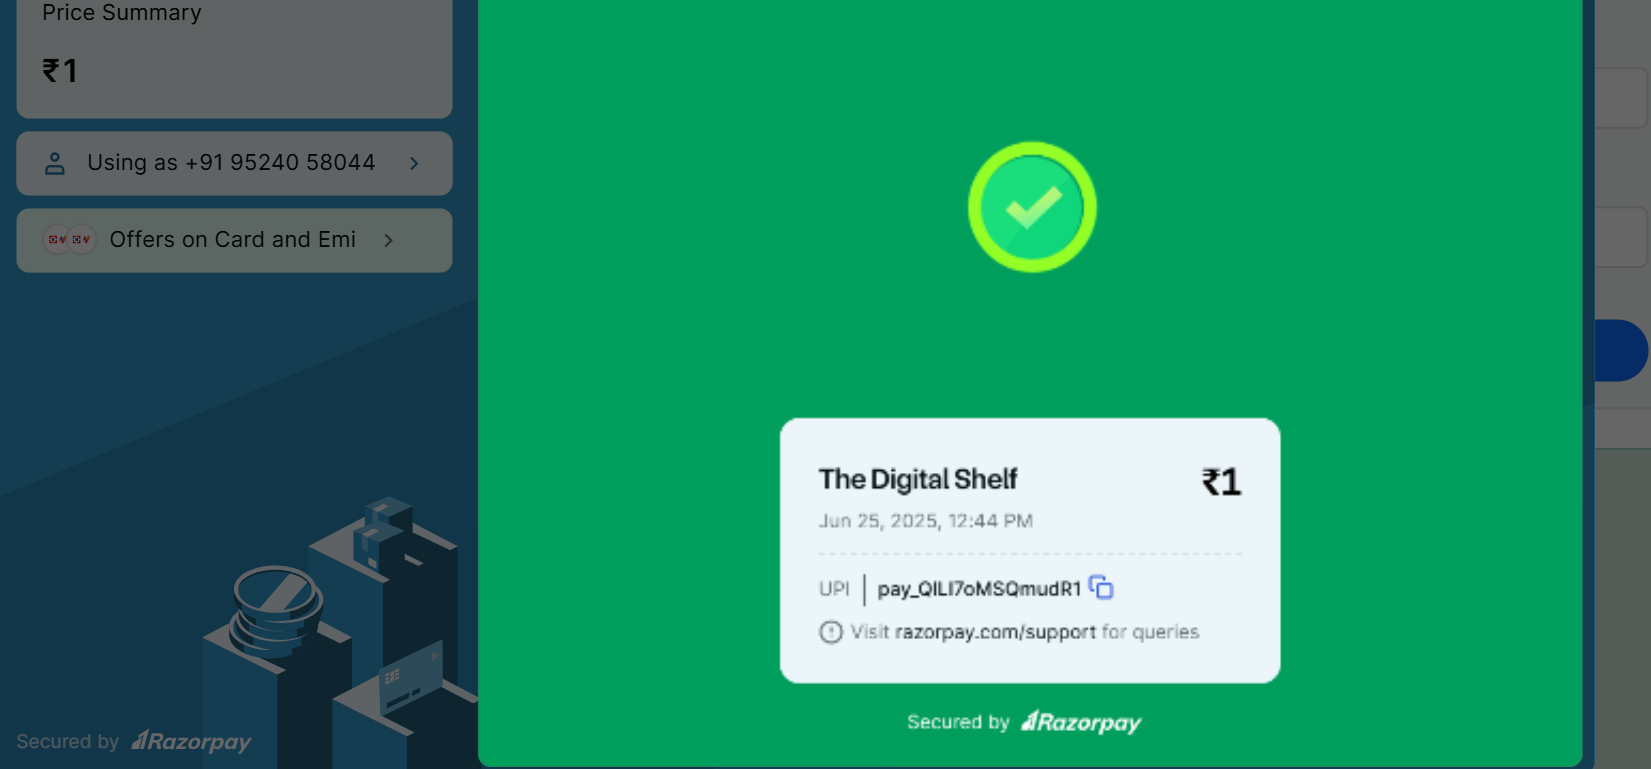 Price Summary
₹1
Using as +91 95240 58044
Offers on Card and Emi
Secured by Razorpay
The Digital Shelf
₹1
Jun 25, 2025, 12:44 PM
UPI | pay_QlLI7oMSQmudR1
Visit razorpay.com/support for queries
Secured by Razorpay